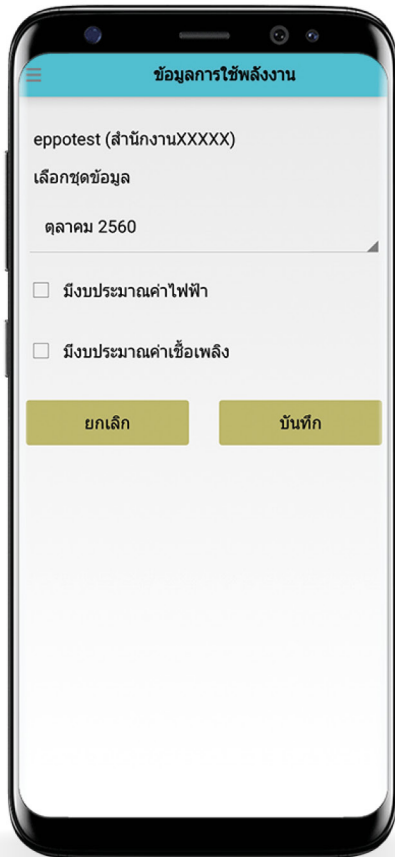 ข้อมูลการใช้พลังงาน
eppotest (สำนักงานXXXXX)
เลือกชุดข้อมูล
ตุลาคม 2560
มีงบประมาณค่าไฟฟ้า
มีงบประมาณค่าเชื้อเพลิง
ยกเลิก บันทึก